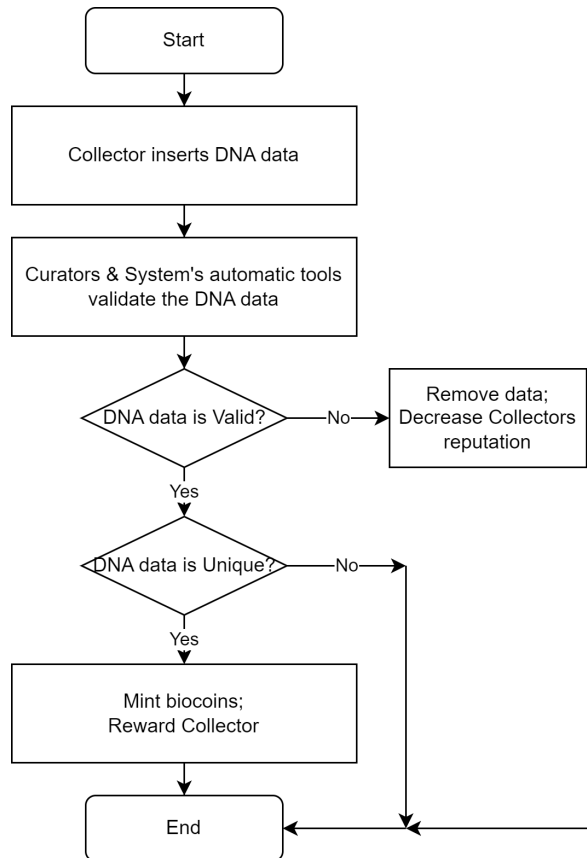 Start
Collector inserts DNA data
Curators & System's automatic tools
validate the DNA data
DNA data is Valid?
No
Remove data;
Decrease Collectors
reputation
Yes
DNA data is Unique?
No
Yes
Mint biocoins;
Reward Collector
End